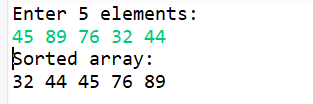 Enter 5 elements:
45 89 76 32 44
Sorted array:
32 44 45 76 89